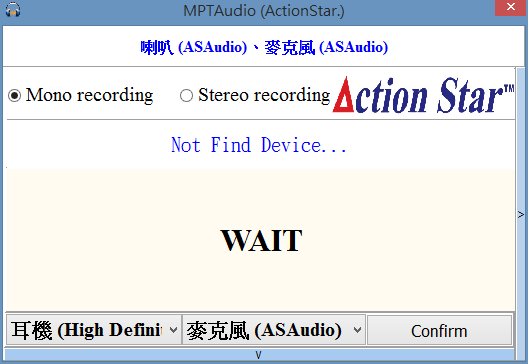 MPTAudio (ActionStar.)
喇叭 (ASAudio)、麥克風 (ASAudio)
Mono recording
Stereo recording
Action Star™
Not Find Device...
WAIT
耳機 (High Defini
麥克風 (ASAudio)
Confirm